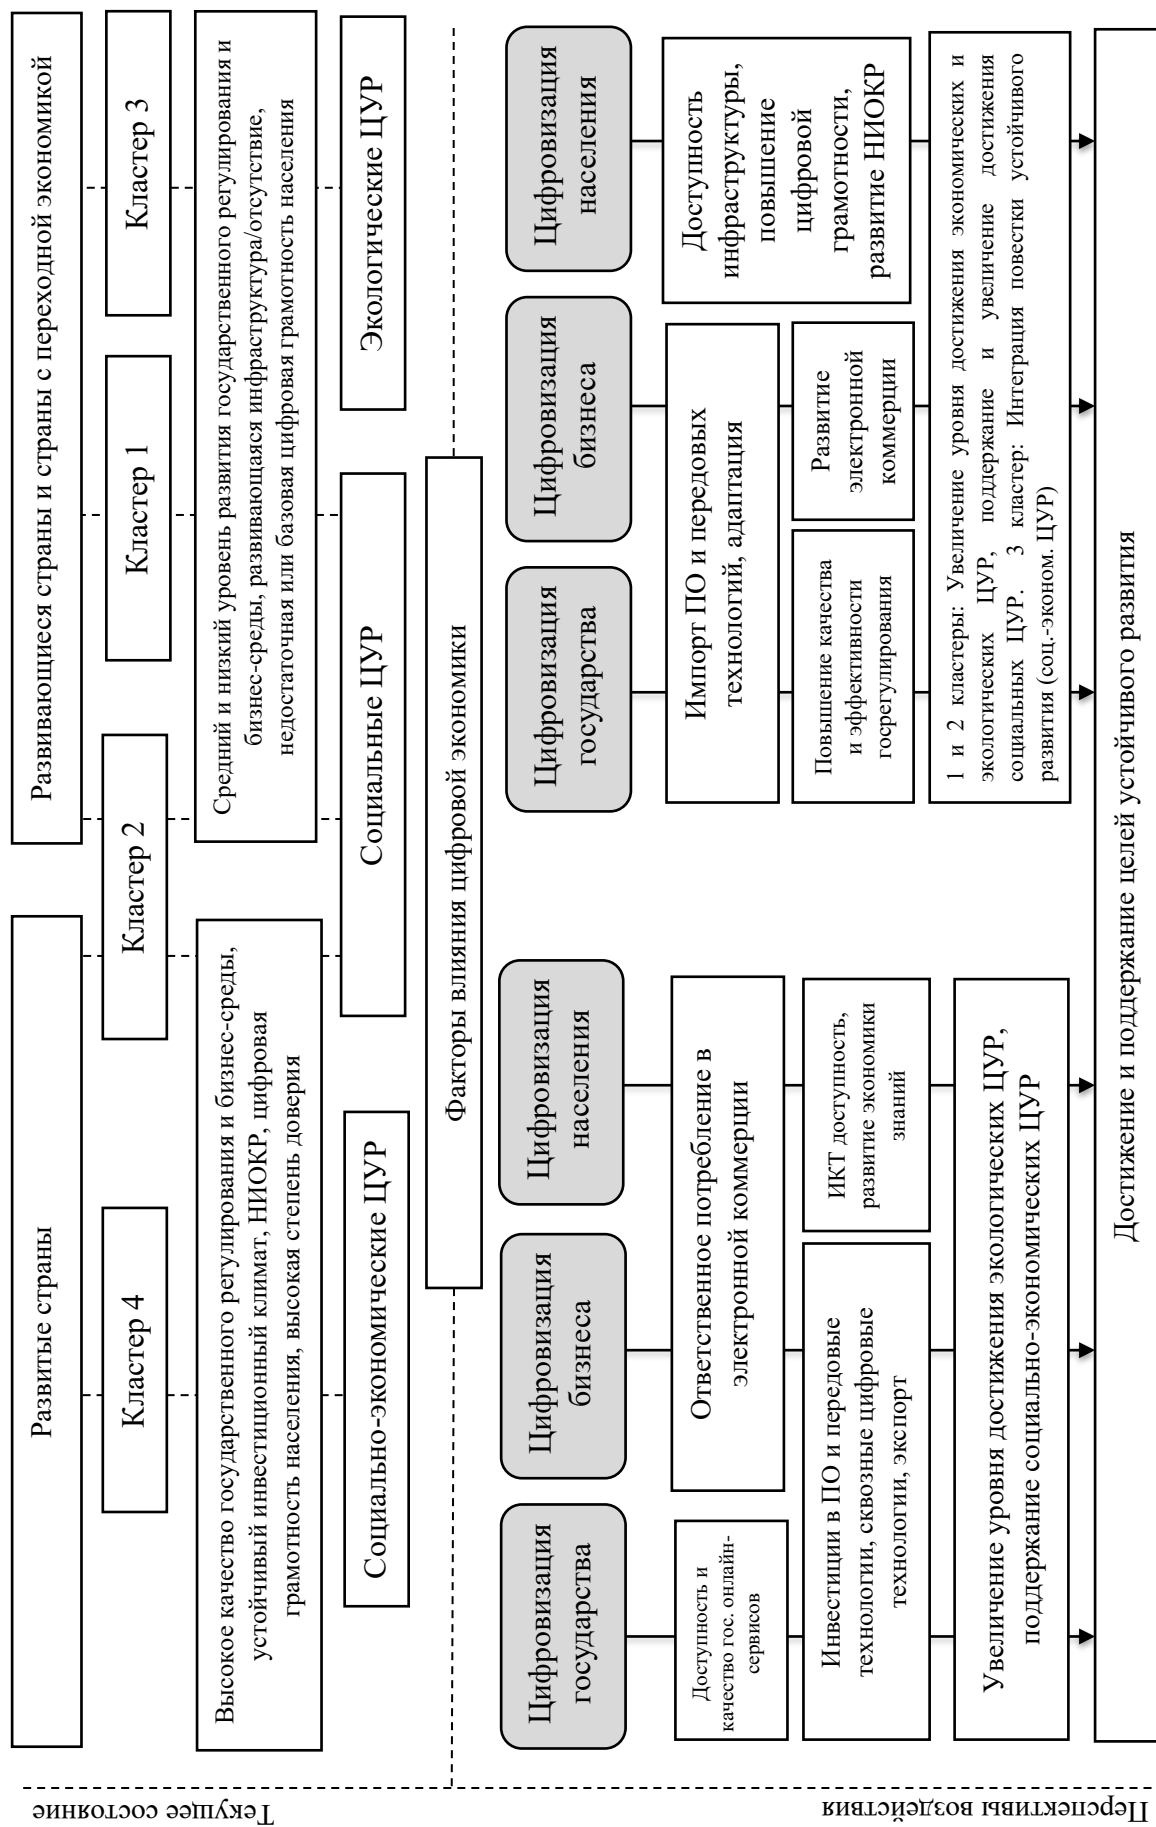 Текущее состояние
Развитые страны
Развивающиеся страны и страны с переходной экономикой
Кластер 4
Кластер 2
Кластер 1
Кластер 3
Высокое качество государственного регулирования и бизнес-среды,
устойчивый инвестиционный климат, НИОКР, цифровая
грамотность населения, высокая степень доверия
Средний и низкий уровень развития государственного регулирования и
бизнес-среды, развивающаяся инфраструктура/отсутствие,
недостаточная или базовая цифровая грамотность населения
Социально-экономические ЦУР
Социальные ЦУР
Экологические ЦУР
Факторы влияния цифровой экономики
Перспективы воздействия
Цифровизация
государства
Цифровизация
бизнеса
Цифровизация
населения
Цифровизация
государства
Цифровизация
бизнеса
Цифровизация
населения
Доступность и
качество гос. онлайн-
сервисов
Ответственное потребление в
электронной коммерции
Импорт ПО и передовых
технологий, адаптация
Доступность
инфраструктуры,
повышение
цифровой
грамотности,
развитие НИОКР
Инвестиции в ПО и передовые
технологии, сквозные цифровые
технологии, экспорт
ИКТ доступность,
развитие экономики
знаний
Повышение качества
и эффективности
госрегулирования
Развитие
электронной
коммерции
Увеличение уровня достижения экологических ЦУР,
поддержание социально-экономических ЦУР
1 и 2 кластеры: Увеличение уровня достижения экономических и
экологических ЦУР, поддержание и увеличение достижения
социальных ЦУР. 3 кластер: Интеграция повестки устойчивого
развития (соц.-эконом. ЦУР)
Достижение и поддержание целей устойчивого развития